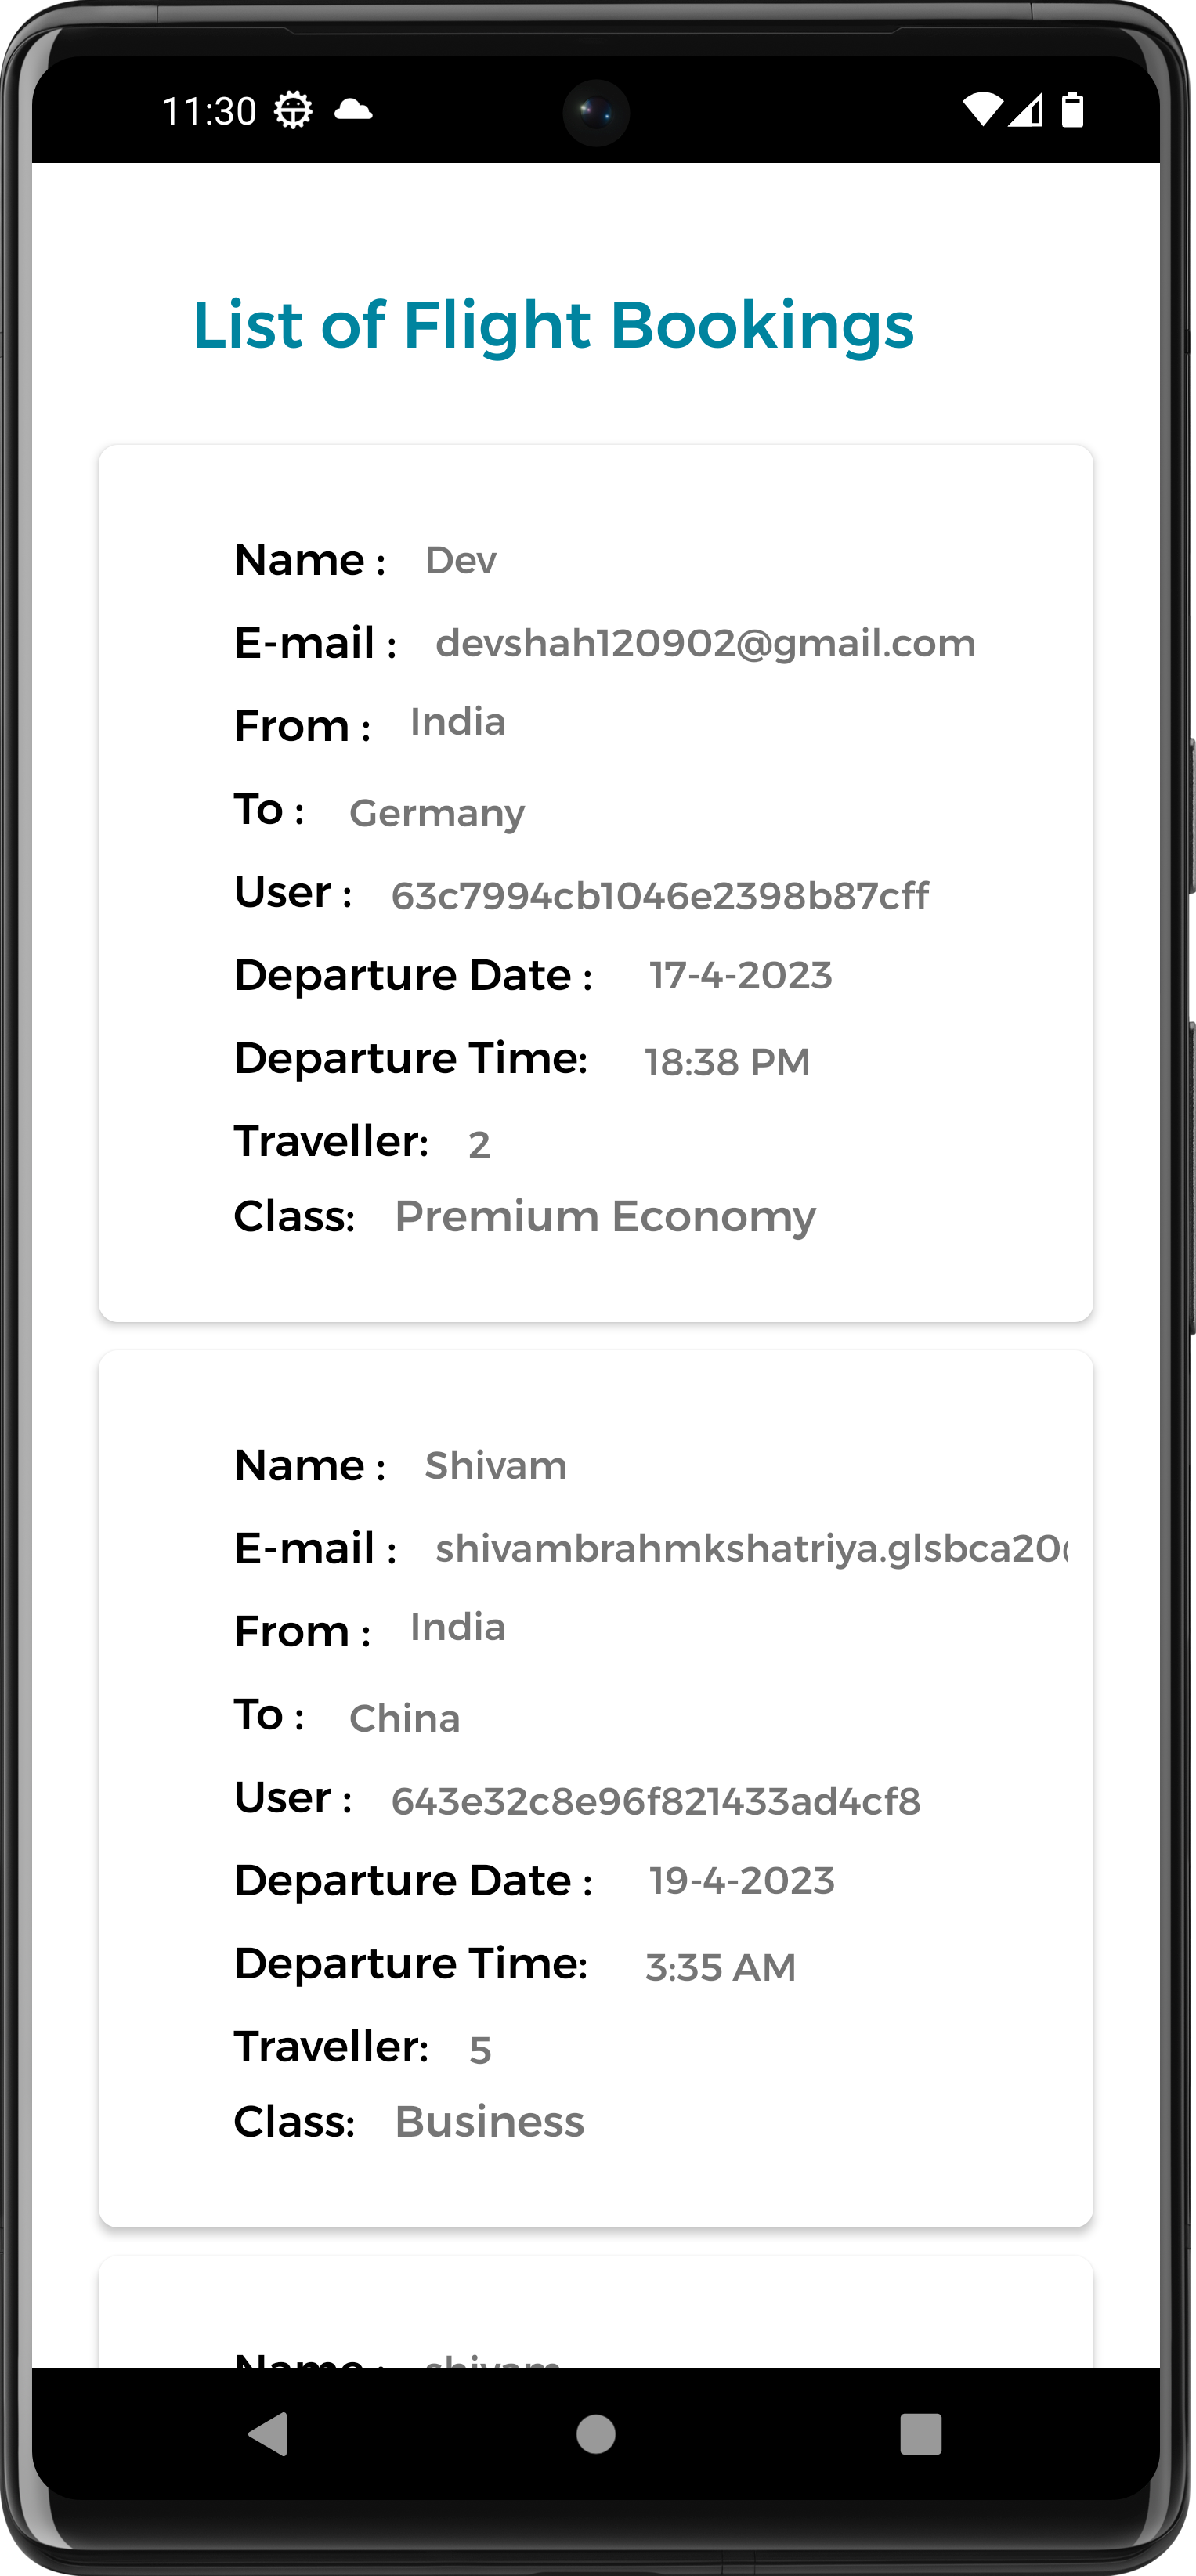 11:30
List of Flight Bookings
Name : Dev
E-mail : devshah120902@gmail.com
From : India
To : Germany
User : 63c7994cb1046e2398b87cff
Departure Date : 17-4-2023
Departure Time: 18:38 PM
Traveller: 2
Class: Premium Economy
Name : Shivam
E-mail : shivambrahmkshatriya.glsbca20
From : India
To : China
User : 643e32c8e96f821433ad4cf8
Departure Date : 19-4-2023
Departure Time: 3:35 AM
Traveller: 5
Class: Business
Name : shivam